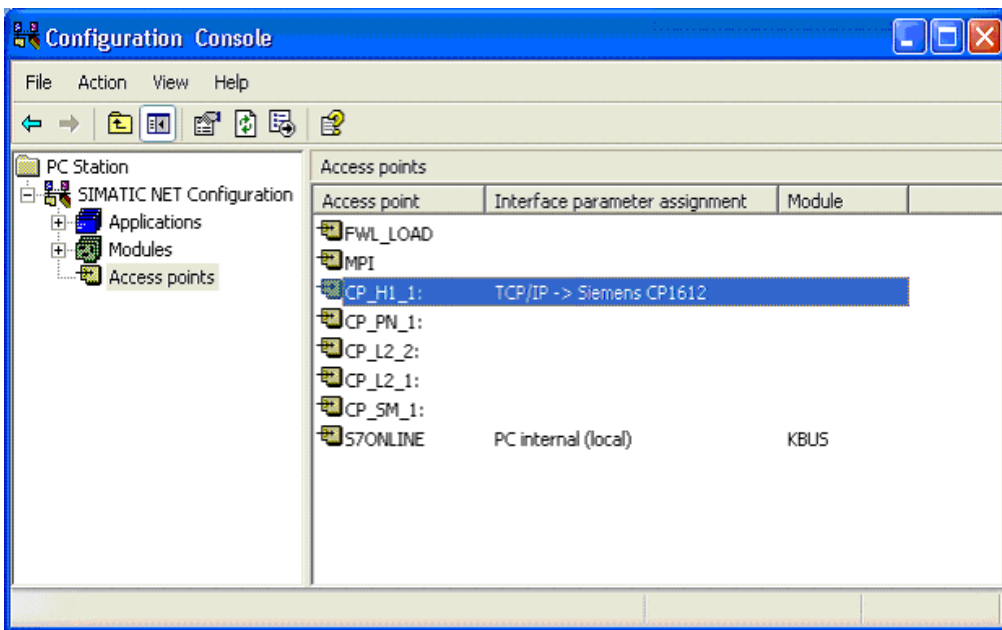 Configuration Console
File Action View Help
PC Station
SIMATIC NET Configuration
Applications
Modules
Access points
Access points
Access point Interface parameter assignment Module
FWL_LOAD
MPI
CP_H1_1: TCP/IP -> Siemens CP1612
CP_PN_1:
CP_L2_2:
CP_L2_1:
CP_SM_1:
S7ONLINE PC internal (local) KBUS